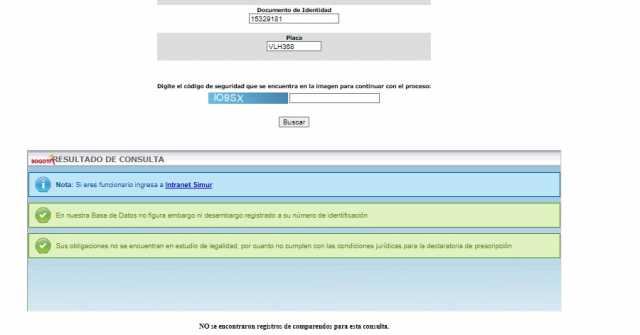 Documento de Identidad
15329181
Placa
VLH368
Digite el código de seguridad que se encuentra en la imagen para continuar con el proceso:
IO9SX
Buscar
BOGOTÁ RESULTADO DE CONSULTA
Nota: Si eres funcionario ingresa a Intranet Simur
En nuestra Base de Datos no figura embargo ni desembargo registrado a su número de identificación
Sus obligaciones no se encuentran en estudio de legalidad, por cuanto no cumplen con las condiciones jurídicas para la declaratoria de prescripción
NO se encontraron registros de comparendos para esta consulta.